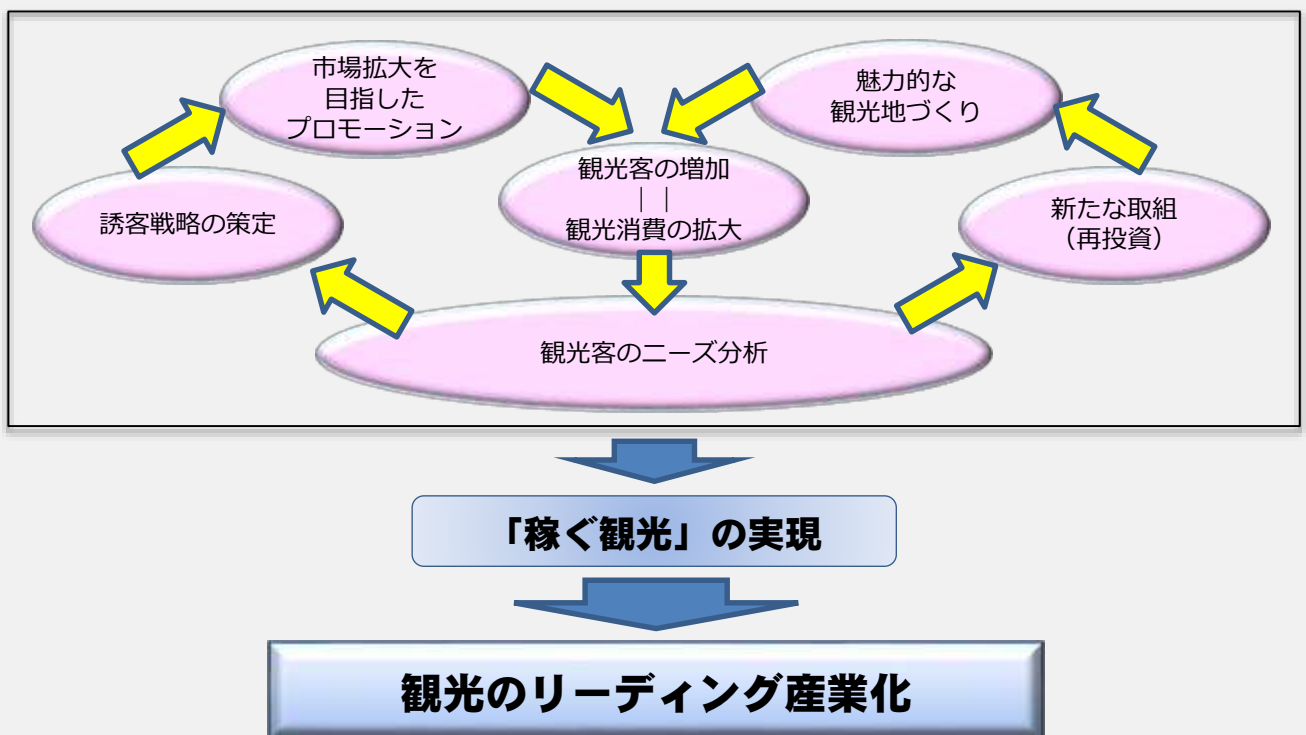 市場拡大を
目指した
プロモーション
魅力的な
観光地づくり
観光客の増加
||
観光消費の拡大
誘客戦略の策定
新たな取組
（再投資）
観光客のニーズ分析
「稼ぐ観光」の実現
観光のリーディング産業化